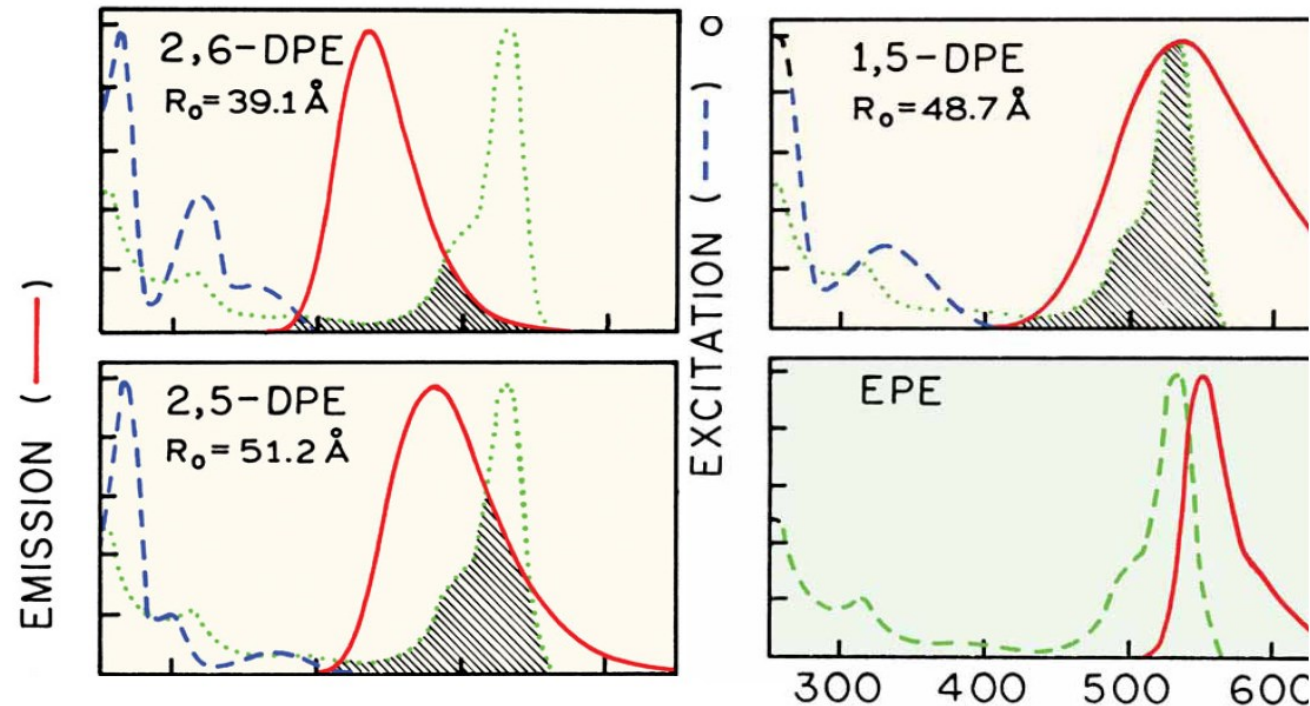 2,6-DPE
R₀= 39.1 Å
1,5-DPE
R₀= 48.7 Å
2,5-DPE
R₀= 51.2 Å
EPE
EMISSION (—)
EXCITATION (---) O
300 400 500 600